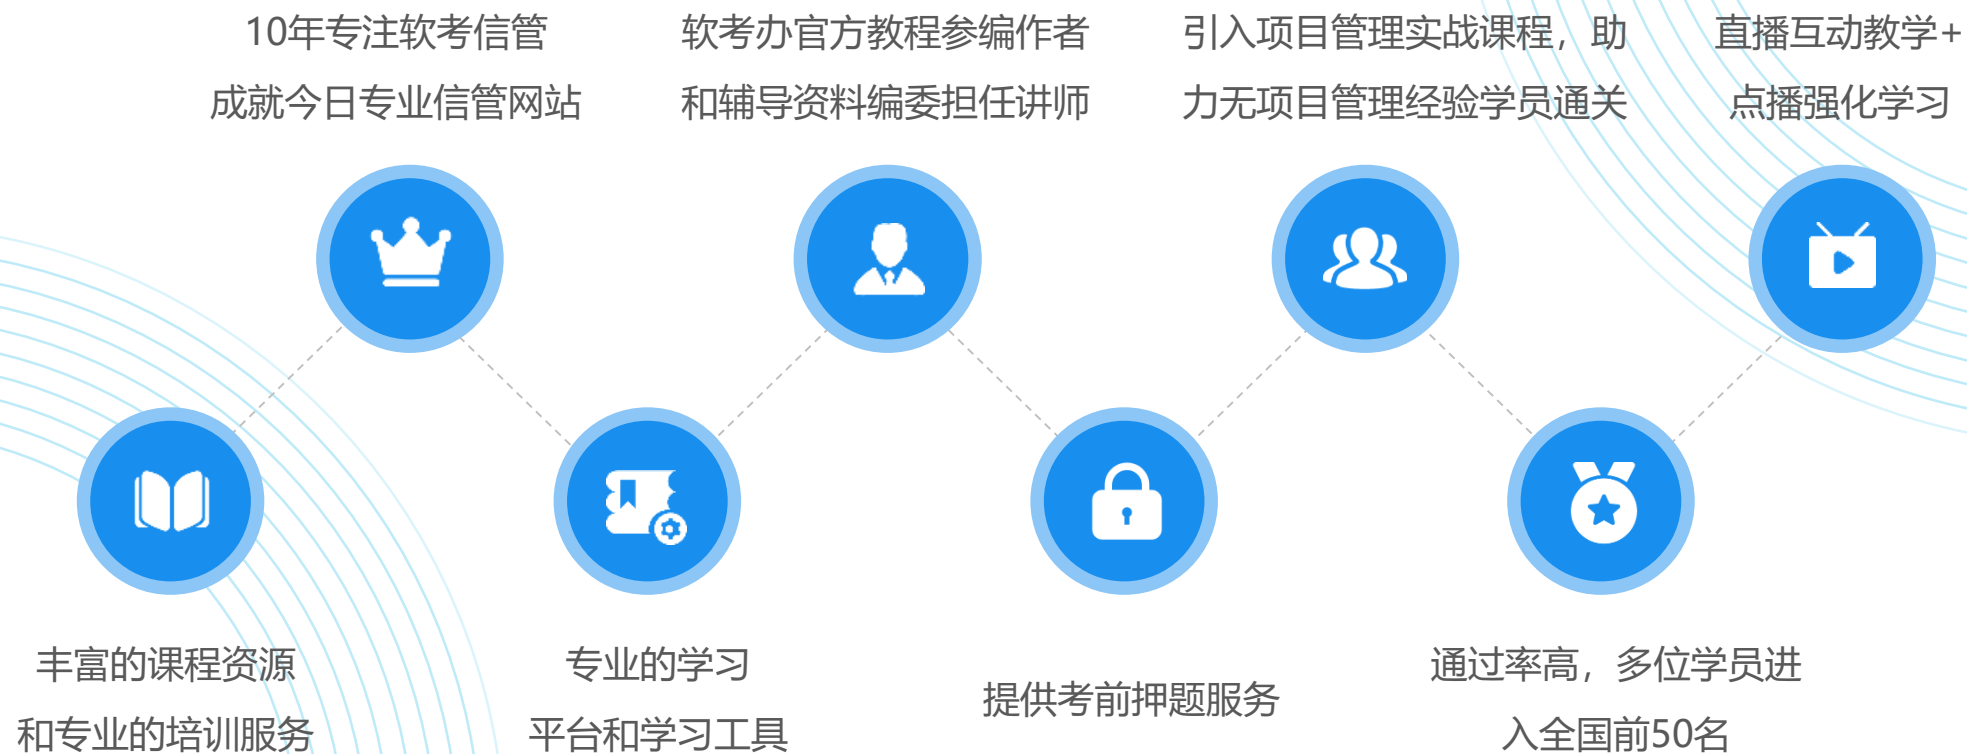 10年专注软考信管
成就今日专业信管网站
软考办官方教程参编作者
和辅导资料编委担任讲师
引入项目管理实战课程，助
力无项目管理经验学员通关
直播互动教学+
点播强化学习
丰富的课程资源
和专业的培训服务
专业的学习
平台和学习工具
提供考前押题服务
通过率高，多位学员进
入全国前50名